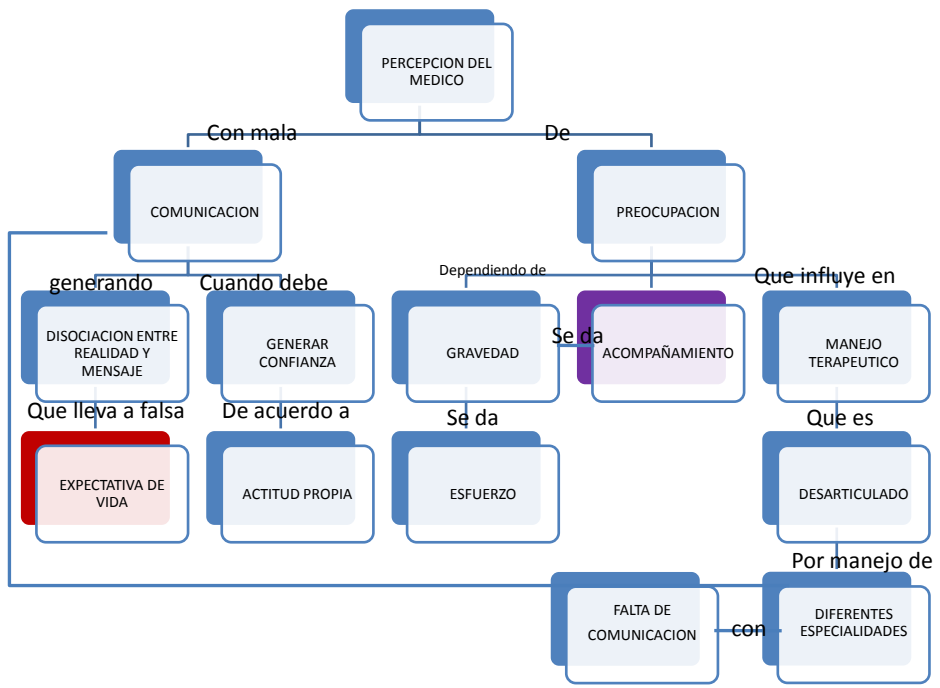 PERCEPCION DEL
MEDICO
Con mala
De
COMUNICACION
PREOCUPACION
generando
Cuando debe
Dependiendo de
Que influye en
DISOCIACION ENTRE
REALIDAD Y
MENSAJE
GENERAR
CONFIANZA
GRAVEDAD
Se da
ACOMPAÑAMIENTO
MANEJO
TERAPEUTICO
Que lleva a falsa
De acuerdo a
Se da
Que es
EXPECTATIVA DE
VIDA
ACTITUD PROPIA
ESFUERZO
DESARTICULADO
Por manejo de
FALTA DE
COMUNICACION
con
DIFERENTES
ESPECIALIDADES